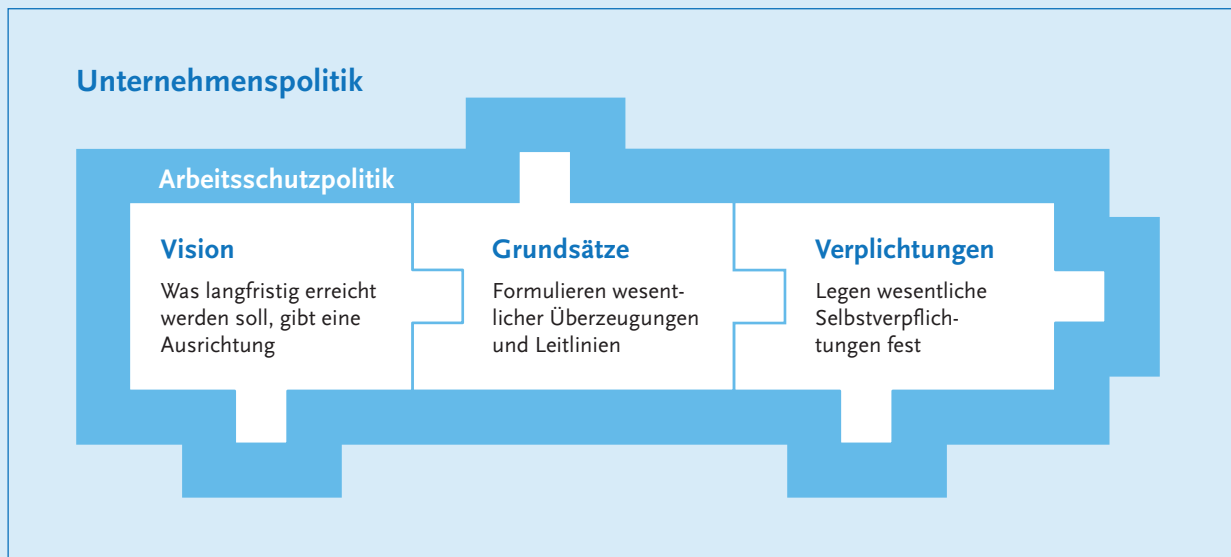 Unternehmenspolitik
Arbeitsschutzpolitik
Vision
Was langfristig erreicht
werden soll, gibt eine
Ausrichtung
Grundsätze
Formulieren wesent-
licher Überzeugungen
und Leitlinien
Verplichtungen
Legen wesentliche
Selbstverpflich-
tungen fest